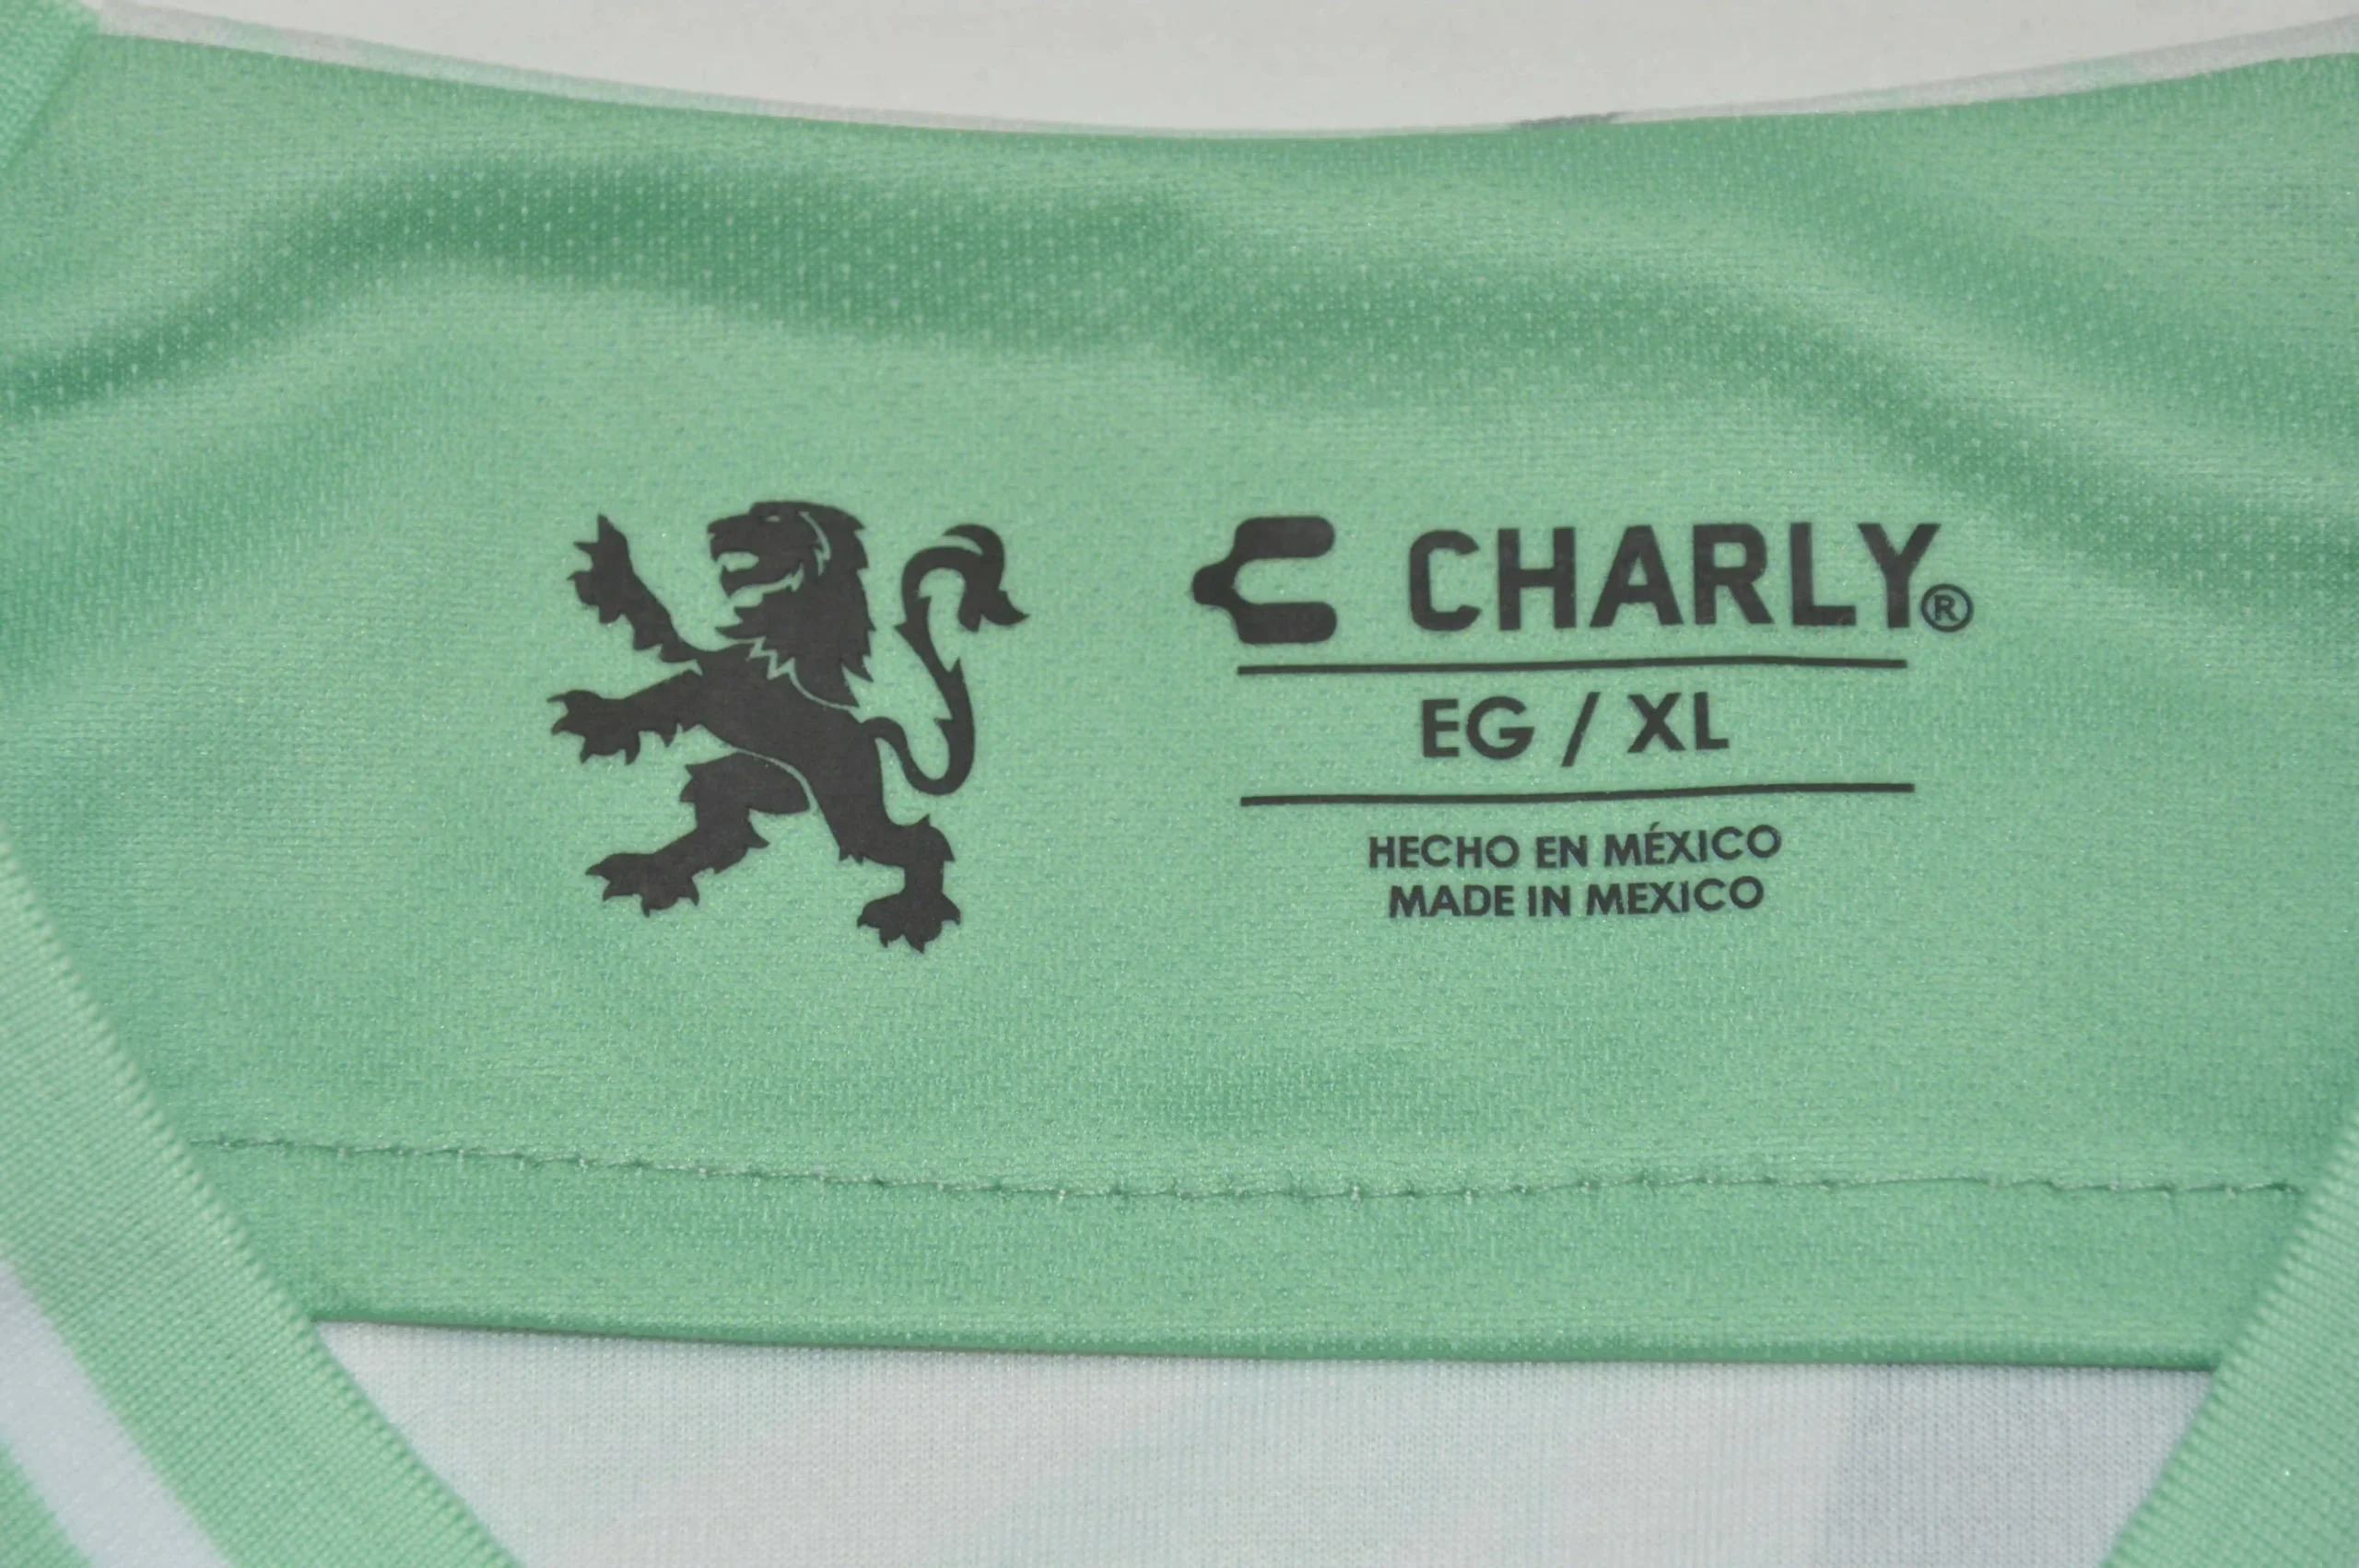 CHARLY®
EG / XL
HECHO EN MÉXICO
MADE IN MEXICO